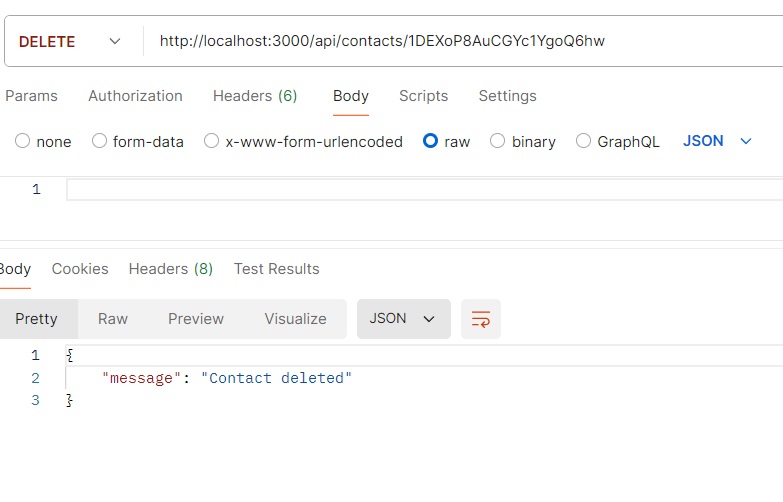 DELETE http://localhost:3000/api/contacts/1DEXoP8AuCGYc1YgoQ6hw
Params Authorization Headers (6) Body Scripts Settings
none form-data x-www-form-urlencoded raw binary GraphQL JSON
1
Body Cookies Headers (8) Test Results
Pretty Raw Preview Visualize JSON
1 {
2 "message": "Contact deleted"
3 }